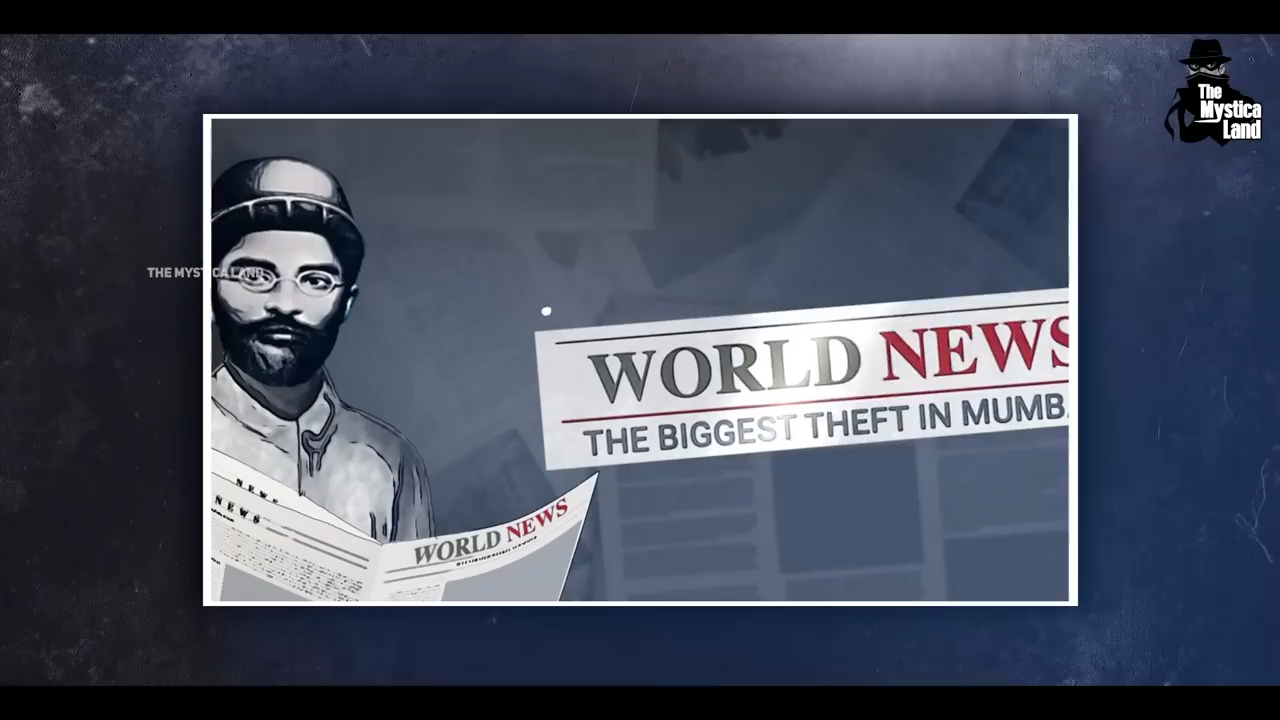 The
Mystica
Land
THE MYSTICA LAND
WORLD NEWS
THE BIGGEST THEFT IN MUMB
NEWS
NEWS
WORLD NEWS